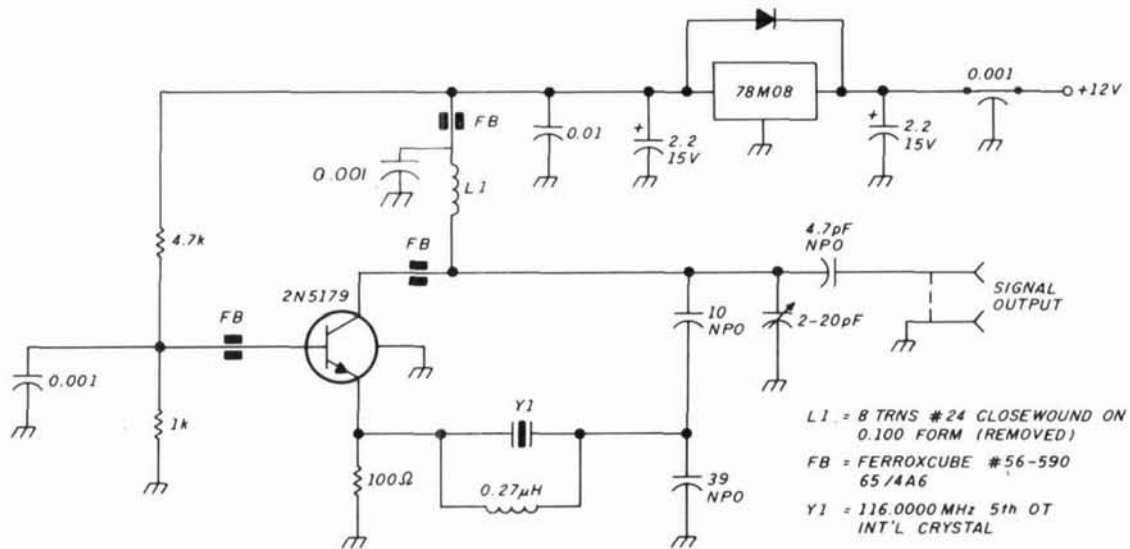 0.001
+12V
78M08
FB
0.01
+
2.2
15V
+
2.2
15V
0.001
L1
4.7k
FB
4.7pF
NPO
2N5179
SIGNAL
OUTPUT
FB
10
NPO
2-20pF
0.001
Y1
1k
100Ω
0.27μH
39
NPO
L1 = 8 TRNS #24 CLOSEWOUND ON
0.100 FORM (REMOVED)
FB = FERROXCUBE #56-590
65/4A6
Y1 = 116.0000 MHz 5th OT
INT'L CRYSTAL